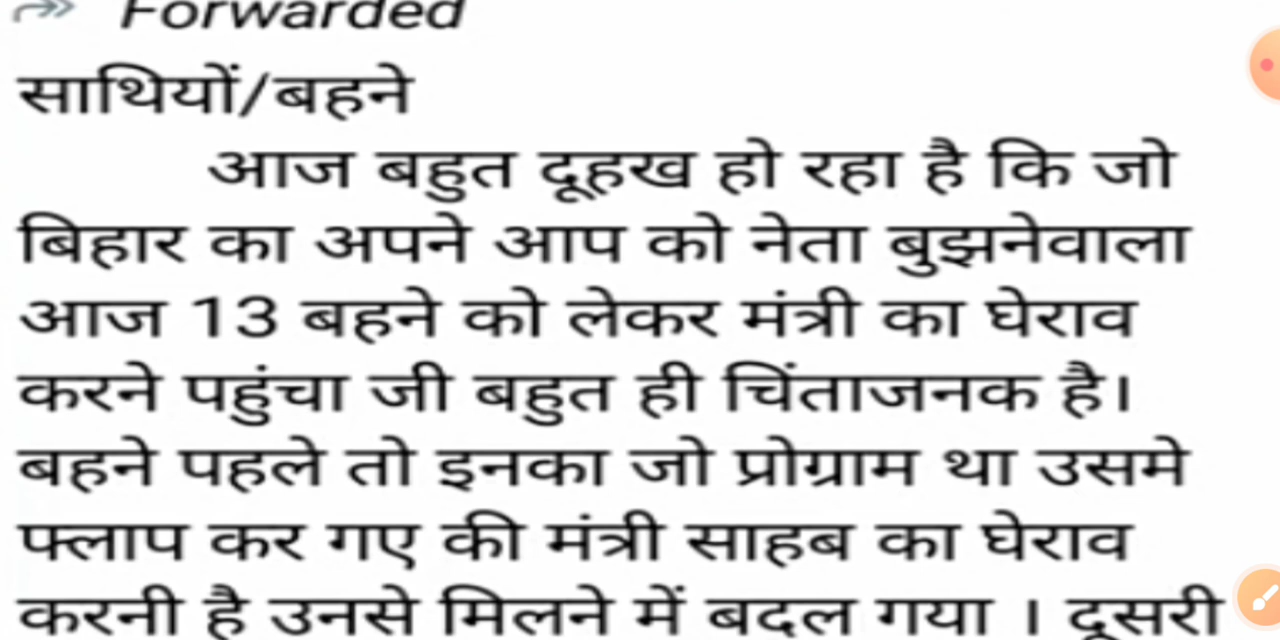 Forwarded
साथियों/बहने
आज बहुत दूहख हो रहा है कि जो
बिहार का अपने आप को नेता बुझनेवाला
आज 13 बहने को लेकर मंत्री का घेराव
करने पहुंचा जी बहुत ही चिंताजनक है।
बहने पहले तो इनका जो प्रोग्राम था उसमे
फ्लाप कर गए की मंत्री साहब का घेराव
करनी है उनसे मिलने में बदल गया । दूसरी